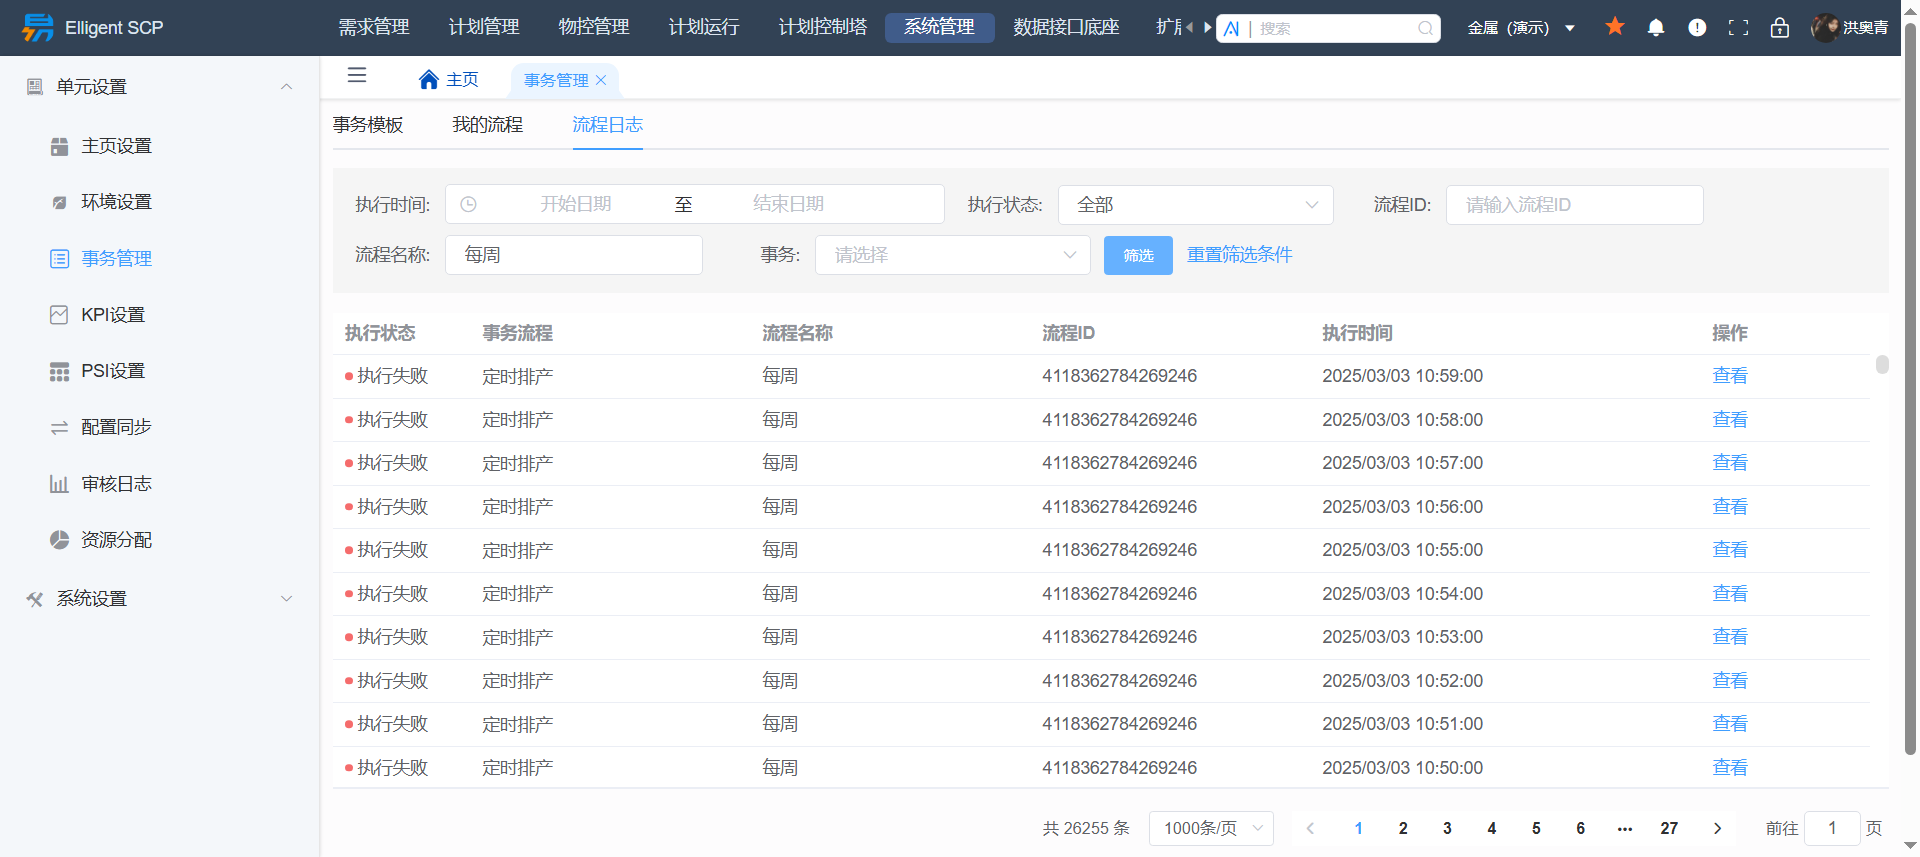 Elligent SCP
需求管理 计划管理 物控管理 计划运行 计划控制塔 系统管理 数据接口底座 AI | 搜索 金属（演示） 洪奥青
单元设置
主页设置
环境设置
事务管理
KPI设置
PSI设置
配置同步
审核日志
资源分配
系统设置
主页 事务管理
事务模板 我的流程 流程日志
执行时间: 开始日期 至 结束日期 执行状态: 全部 流程ID: 请输入流程ID
流程名称: 每周 事务: 请选择 筛选 重置筛选条件
执行状态 事务流程 流程名称 流程ID 执行时间 操作
执行失败 定时排产 每周 4118362784269246 2025/03/03 10:59:00 查看
执行失败 定时排产 每周 4118362784269246 2025/03/03 10:58:00 查看
执行失败 定时排产 每周 4118362784269246 2025/03/03 10:57:00 查看
执行失败 定时排产 每周 4118362784269246 2025/03/03 10:56:00 查看
执行失败 定时排产 每周 4118362784269246 2025/03/03 10:55:00 查看
执行失败 定时排产 每周 4118362784269246 2025/03/03 10:54:00 查看
执行失败 定时排产 每周 4118362784269246 2025/03/03 10:53:00 查看
执行失败 定时排产 每周 4118362784269246 2025/03/03 10:52:00 查看
执行失败 定时排产 每周 4118362784269246 2025/03/03 10:51:00 查看
执行失败 定时排产 每周 4118362784269246 2025/03/03 10:50:00 查看
共 26255 条 1000条/页 1 2 3 4 5 6 ••• 27 前往 1 页